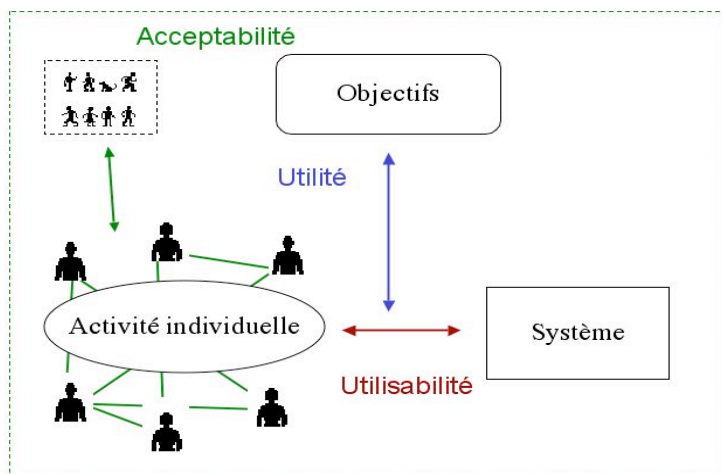 Acceptabilité
Objectifs
Utilité
Activité individuelle
Système
Utilisabilité